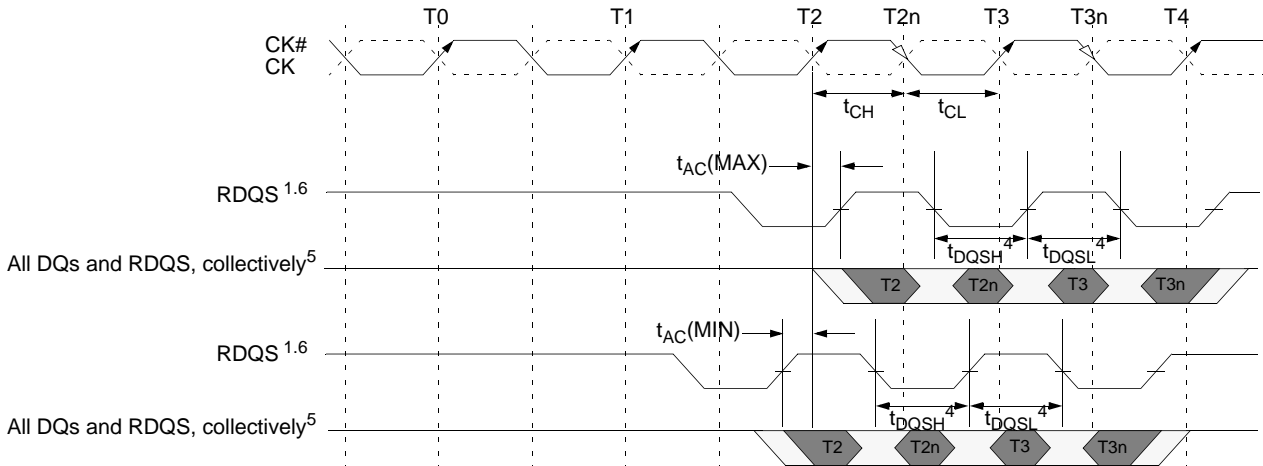 T0 T1 T2 T2n T3 T3n T4
CK#
CK
tCH tCL
tAC(MAX)
RDQS 1.6
tDQSH4 tDQSL4
All DQs and RDQS, collectively5
T2 T2n T3 T3n
tAC(MIN)
RDQS 1.6
tDQSH4 tDQSL4
All DQs and RDQS, collectively5
T2 T2n T3 T3n